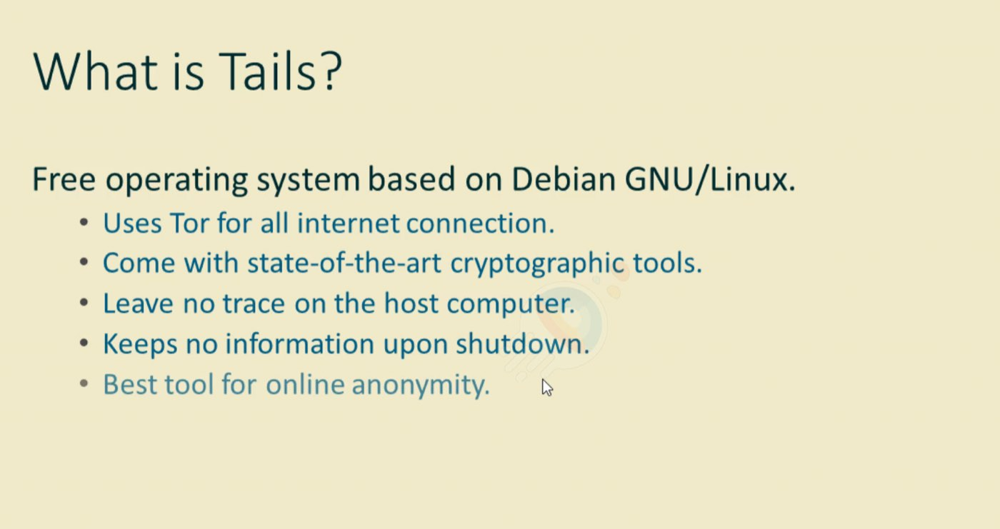 What is Tails?
Free operating system based on Debian GNU/Linux.
• Uses Tor for all internet connection.
• Come with state-of-the-art cryptographic tools.
• Leave no trace on the host computer.
• Keeps no information upon shutdown.
• Best tool for online anonymity.